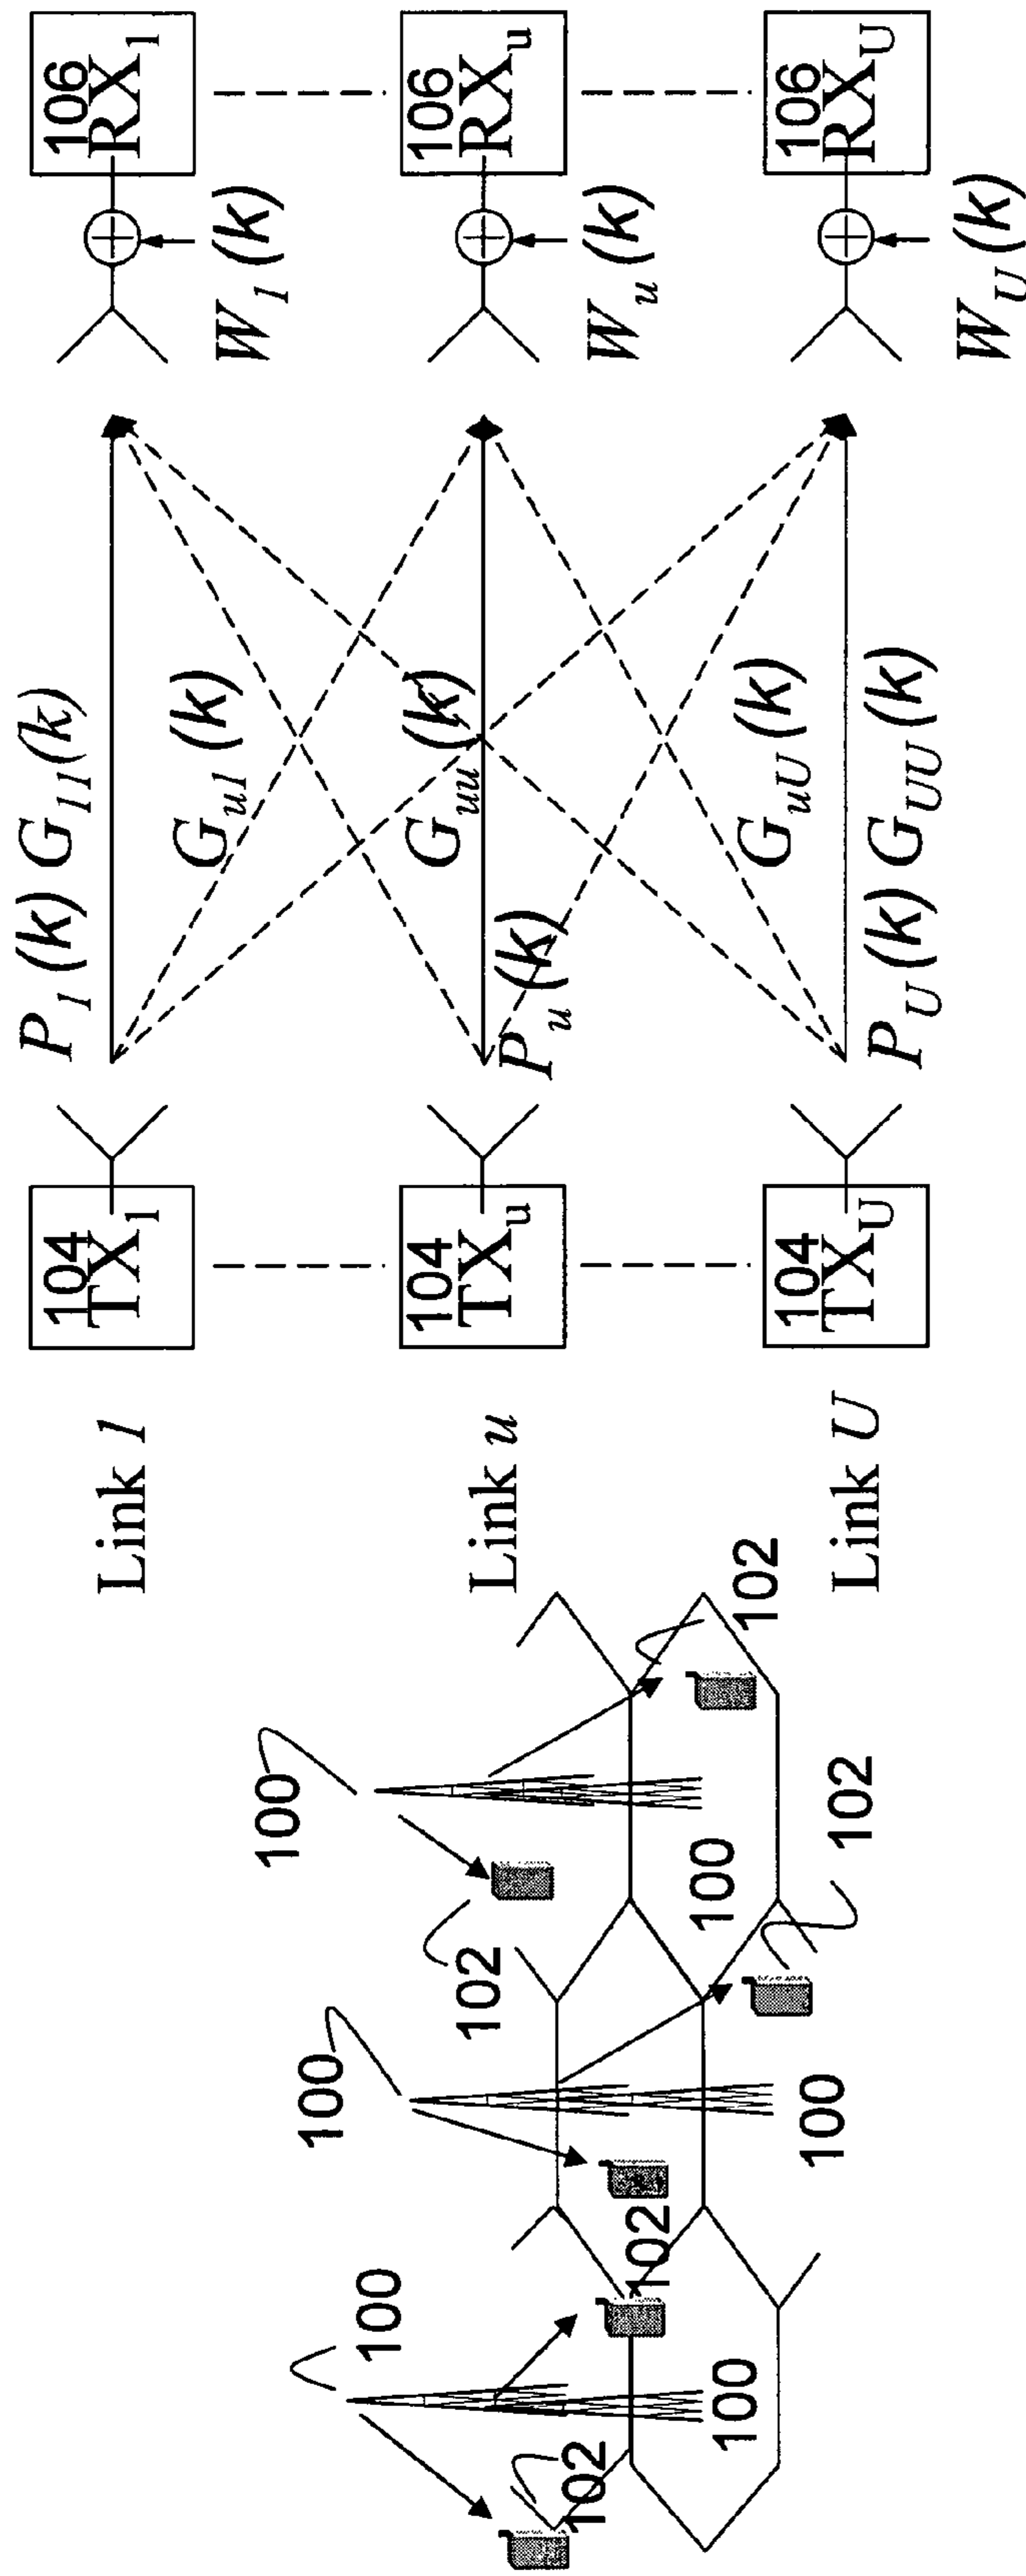 100
100
100
102
102
102
102
102
102
100
100
100
Link 1
104
TX1
P1(k) G11(k)
106
RX1
W1(k)
Gu1(k)
Link u
104
TXu
Pu(k)
Guu(k)
106
RXu
Wu(k)
GuU(k)
Link U
104
TXU
PU(k) GUU(k)
106
RXU
WU(k)